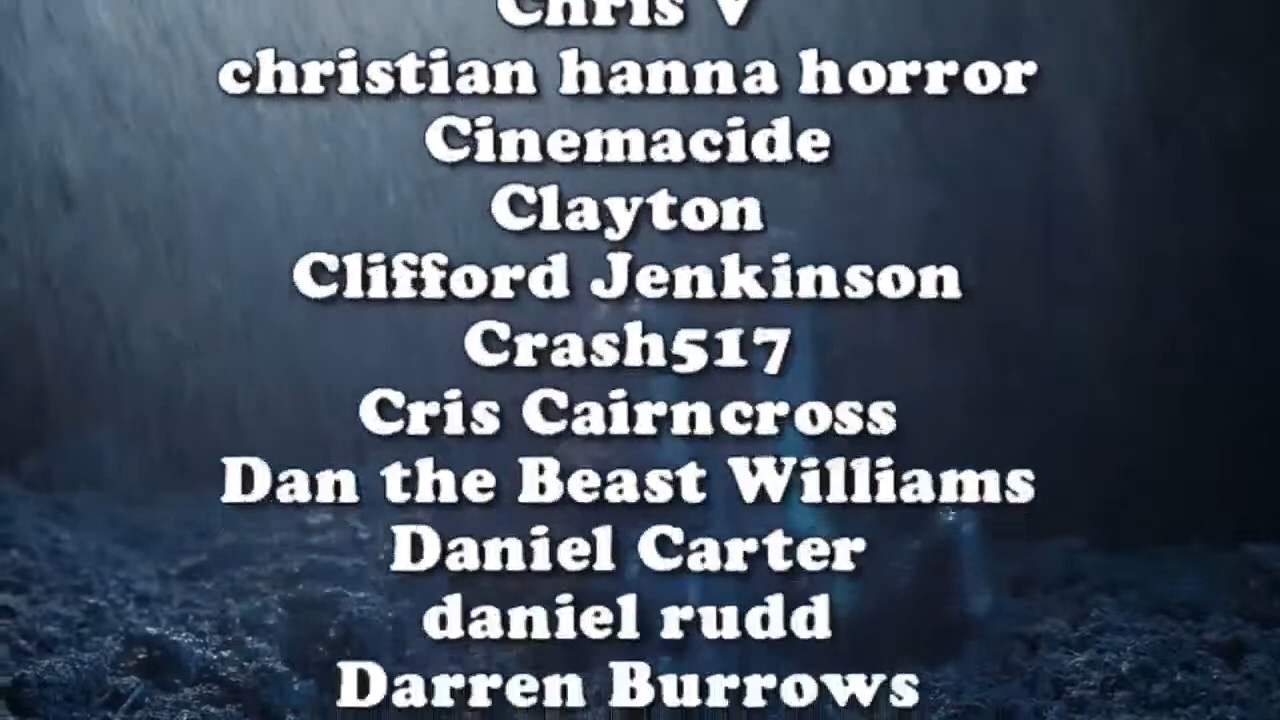 Chris V
christian hanna horror
Cinemacide
Clayton
Clifford Jenkinson
Crash517
Cris Cairncross
Dan the Beast Williams
Daniel Carter
daniel rudd
Darren Burrows